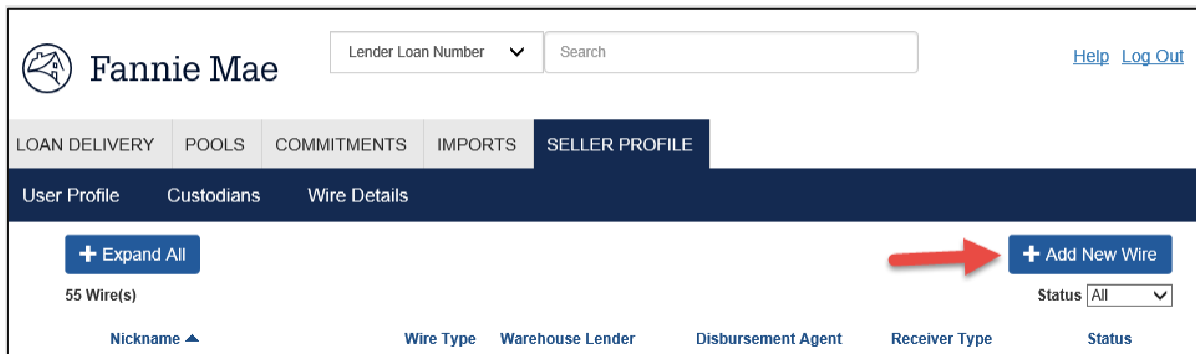 Fannie Mae
Lender Loan Number Search
Help Log Out
LOAN DELIVERY POOLS COMMITMENTS IMPORTS SELLER PROFILE
User Profile Custodians Wire Details
+ Expand All + Add New Wire
55 Wire(s) Status All
Nickname Wire Type Warehouse Lender Disbursement Agent Receiver Type Status